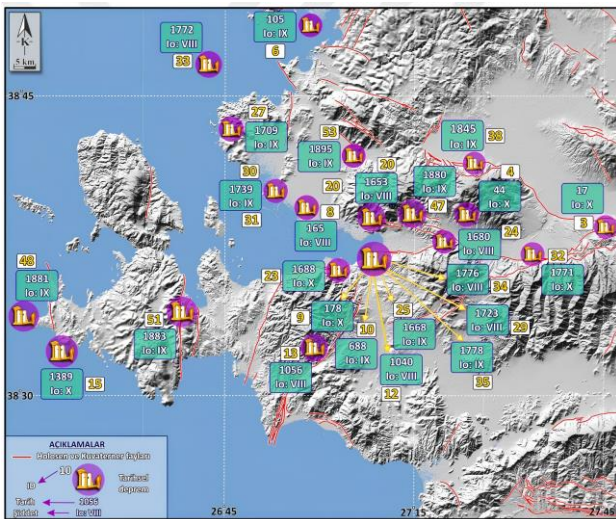 K
5 km
1772
Io: VIII
33
105
Io: IX
6
38 45
27
1709
Io: IX
53
1895
Io: IX
1845
Io: IX
38
30
1739
Io: IX
31
20
20
1653
Io: VIII
1880
Io: IX
4
44
Io: X
47
17
Io: X
3
8
165
Io: VIII
24
1680
Io: VIII
32
1771
Io: X
48
1881
Io: IX
23
1688
Io: X
1776
Io: VIII
34
51
1883
Io: IX
9
178
Io: X
10
25
1668
Io: VIII
1723
Io: VIII
29
13
1056
Io: VIII
688
Io: IX
1040
Io: VIII
12
1778
Io: X
35
1389
Io: X
15
38 30
AÇIKLAMALAR
Holosen ve Kuvaterner fayları
10
ID
Tarihsel
deprem
Tarih
1056
Şiddet
Io: VIII
26 45
27 15
27 45